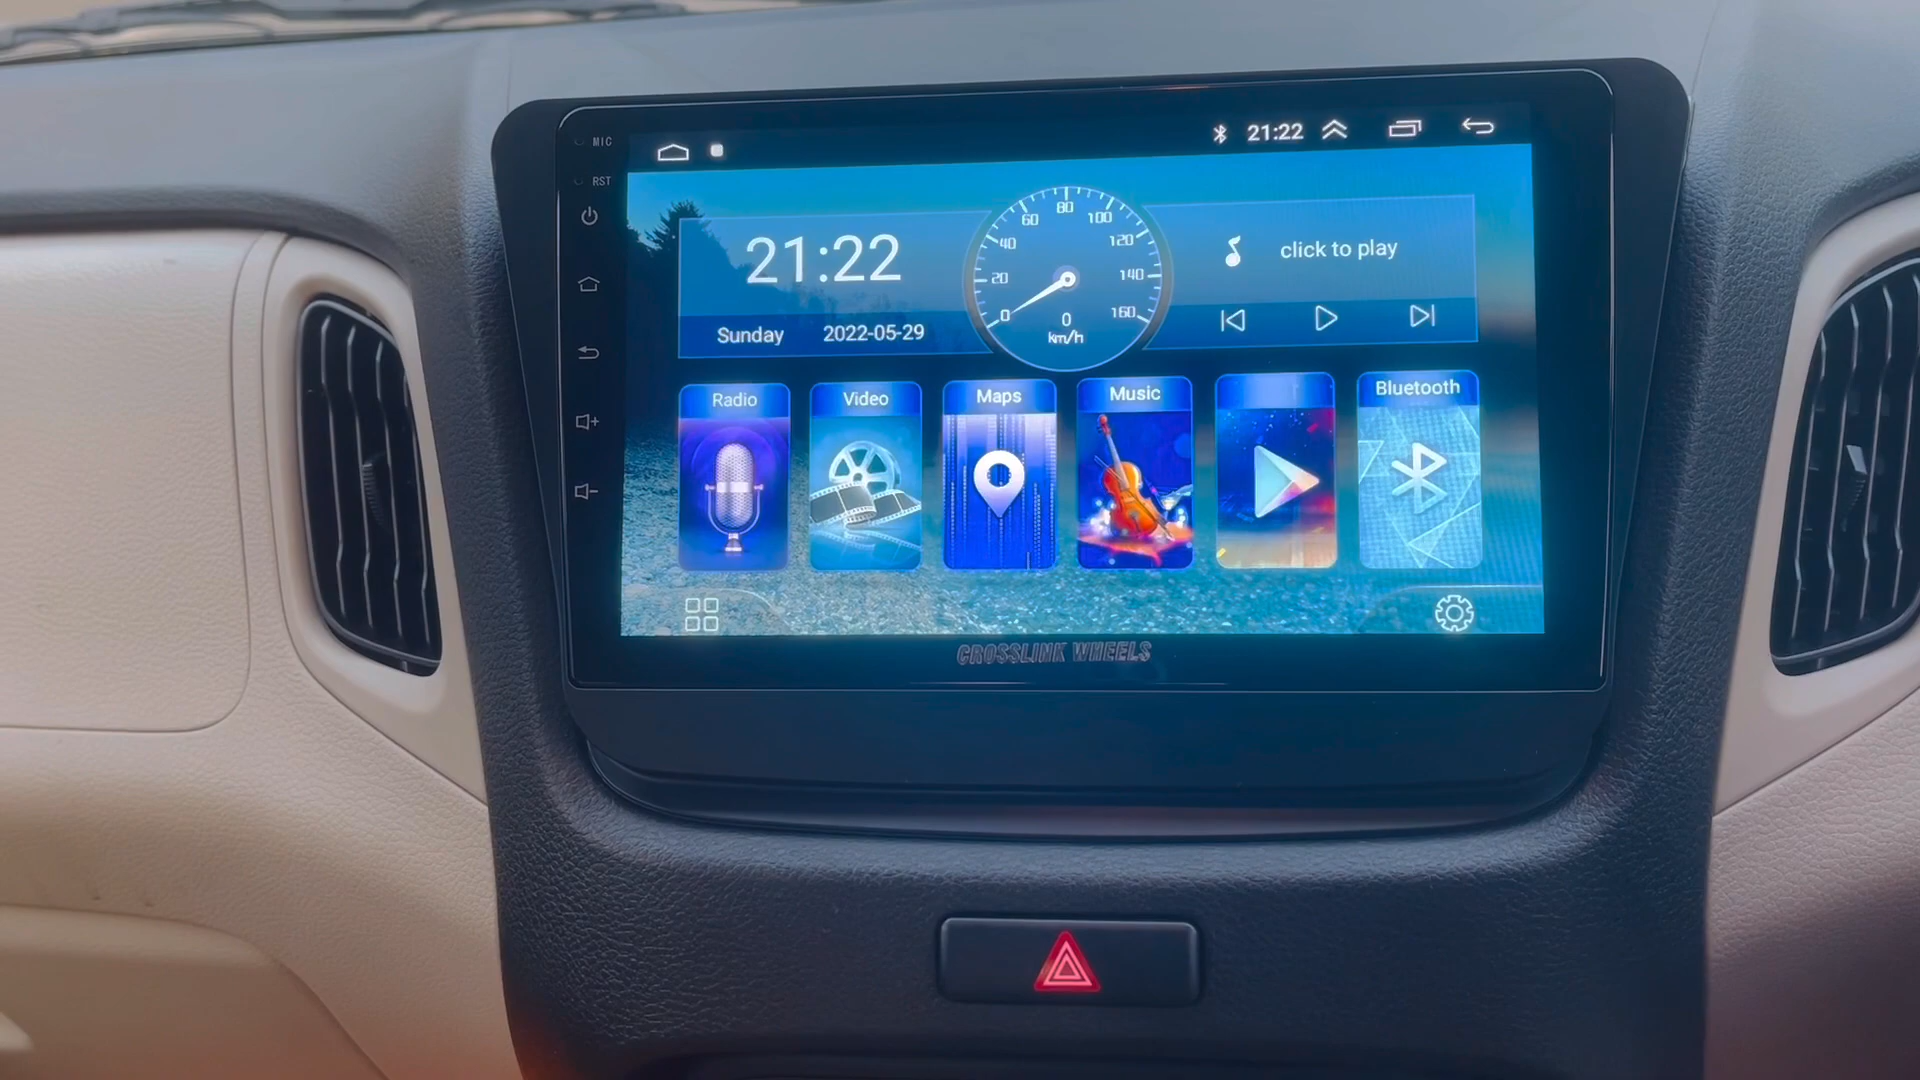 MIC
21:22
RST
21:22
Sunday 2022-05-29
0 20 40 60 80 100 120 140 160
0
km/h
click to play
Radio Video Maps Music Bluetooth
CROSSLINK WHEELS